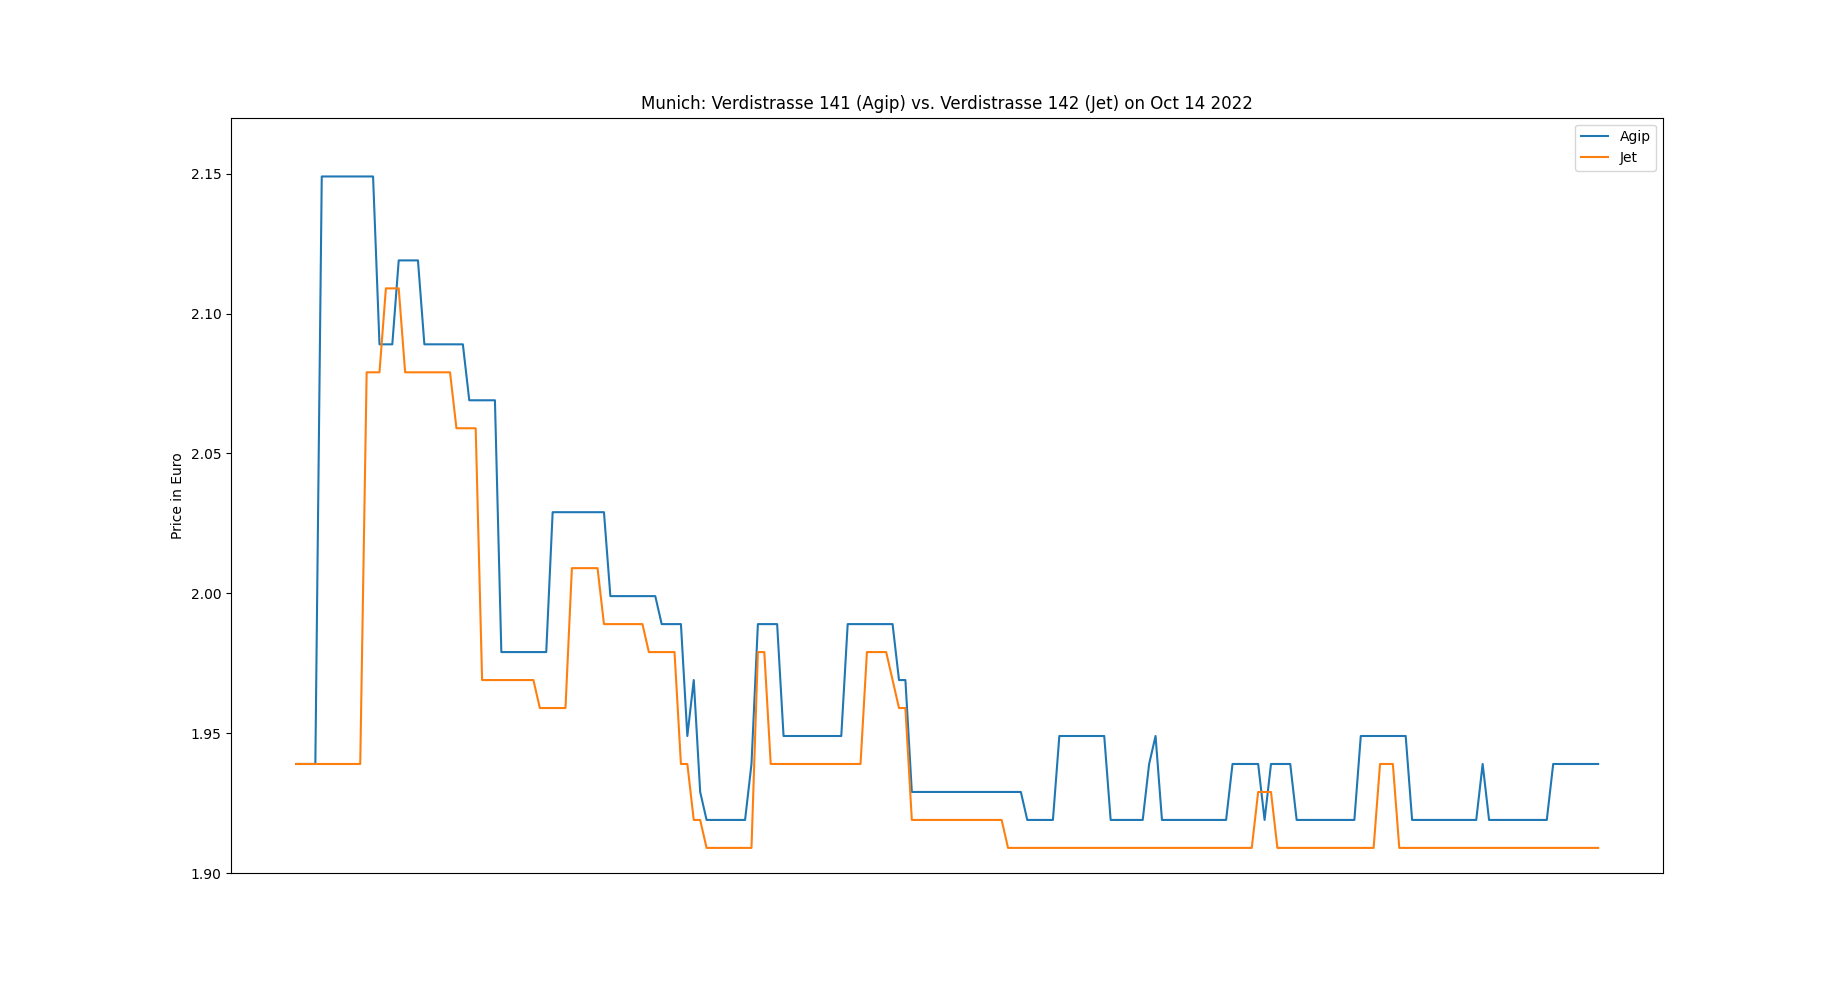 Munich: Verdistrasse 141 (Agip) vs. Verdistrasse 142 (Jet) on Oct 14 2022
Agip
Jet
2.15
2.10
2.05
2.00
1.95
1.90
Price in Euro